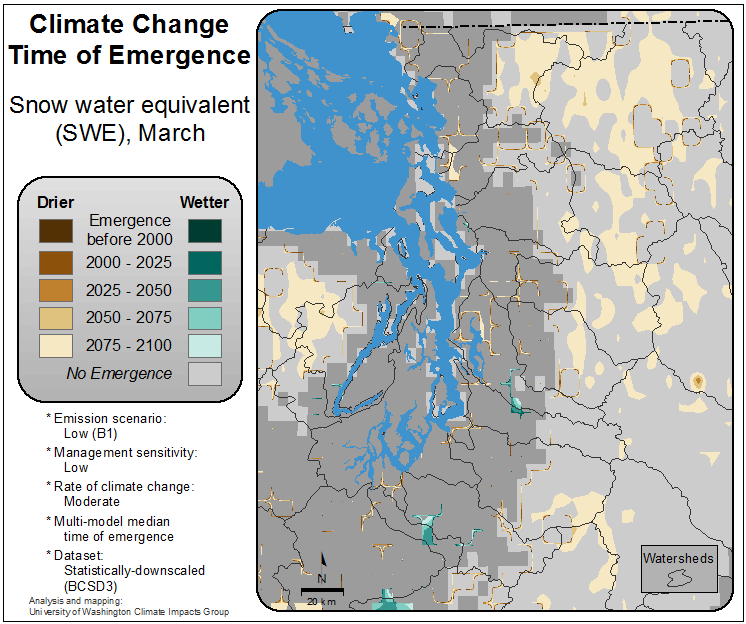 Climate Change
Time of Emergence
Snow water equivalent
(SWE), March
Drier
Wetter
Emergence
before 2000
2000 - 2025
2025 - 2050
2050 - 2075
2075 - 2100
No Emergence
* Emission scenario:
Low (B1)
* Management sensitivity:
Low
* Rate of climate change:
Moderate
* Multi-model median
time of emergence
* Dataset:
Statistically-downscaled
(BCSD3)
Analysis and mapping:
University of Washington Climate Impacts Group
N
20 km
Watersheds